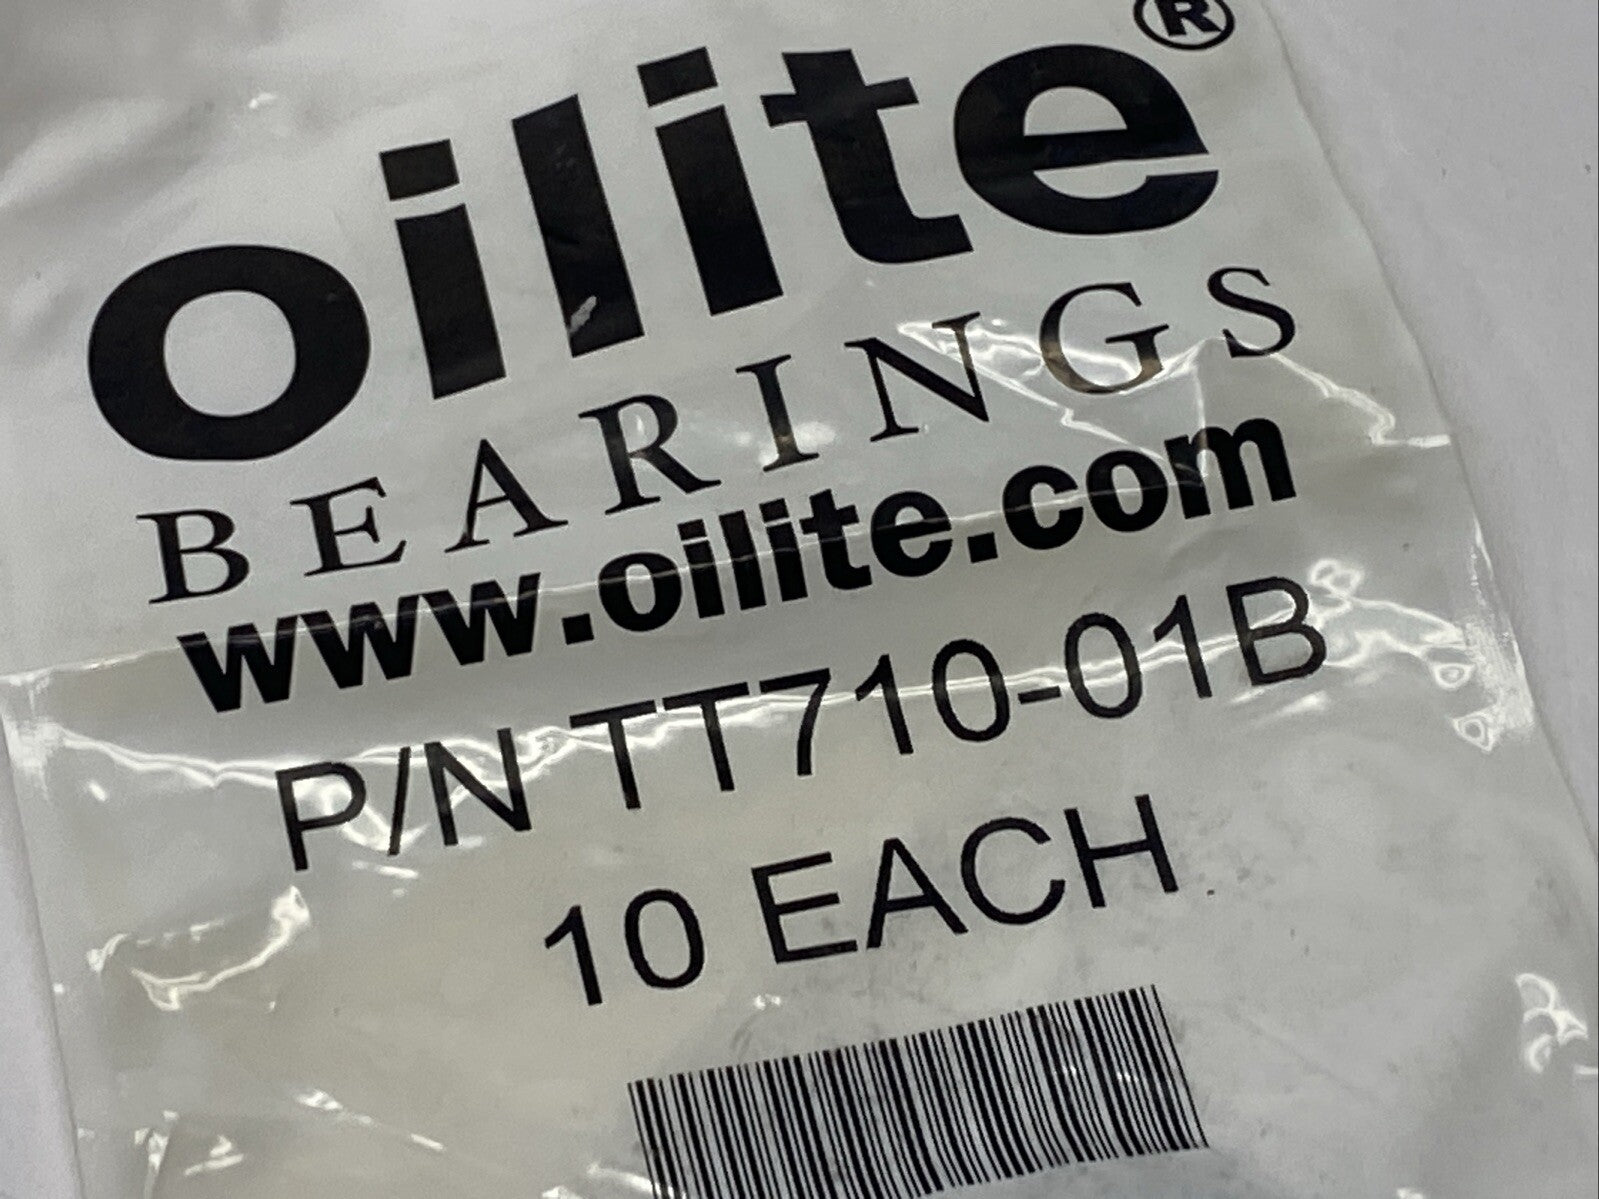 oilite®
BEARINGS
www.oilite.com
P/N TT710-01B
10 EACH